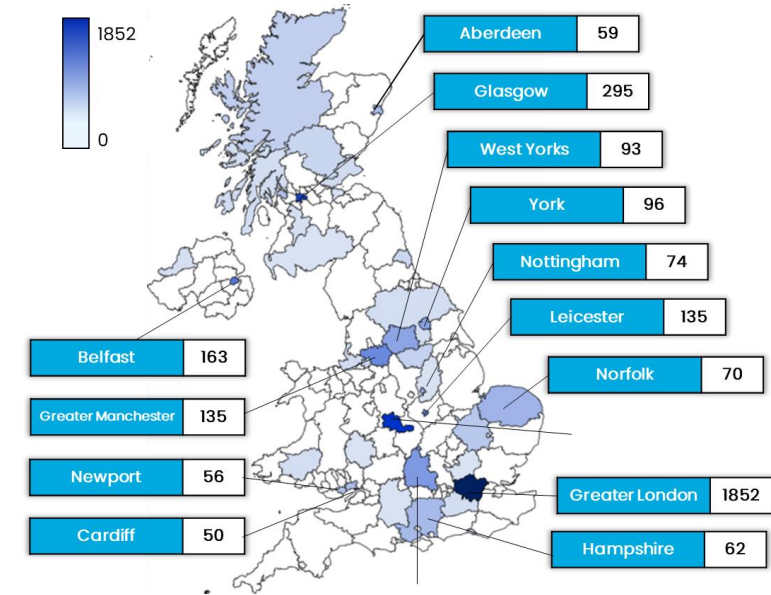 1852
0
Aberdeen 59
Glasgow 295
West Yorks 93
York 96
Nottingham 74
Leicester 135
Norfolk 70
Belfast 163
Greater Manchester 135
Newport 56
Greater London 1852
Cardiff 50
Hampshire 62